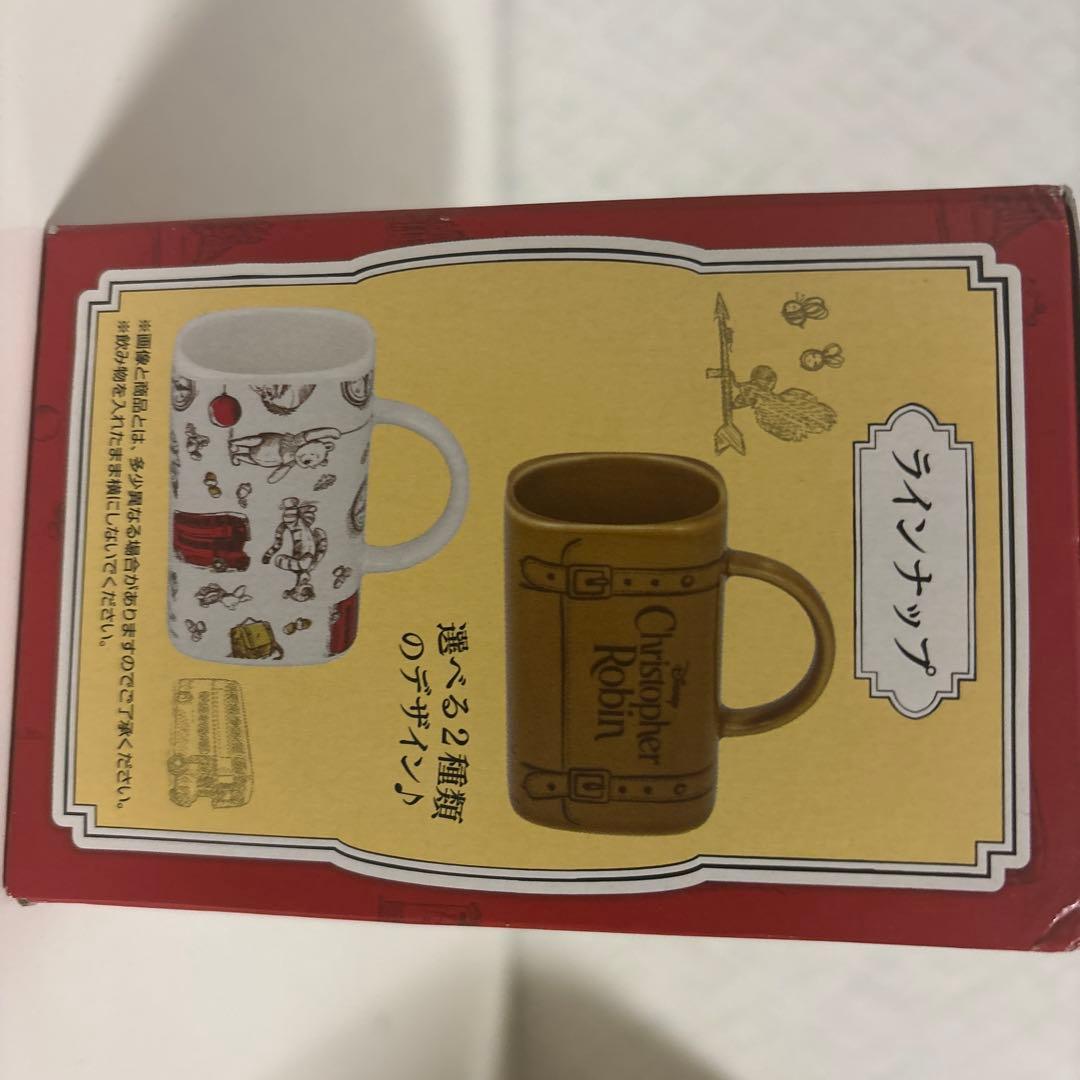 ラインナップ
Disney
Christopher
Robin
選べる2種類
のデザイン♪
※画像と商品とは、多少異なる場合がありますのでご了承ください。
※飲み物を入れたまま横にしないでください。